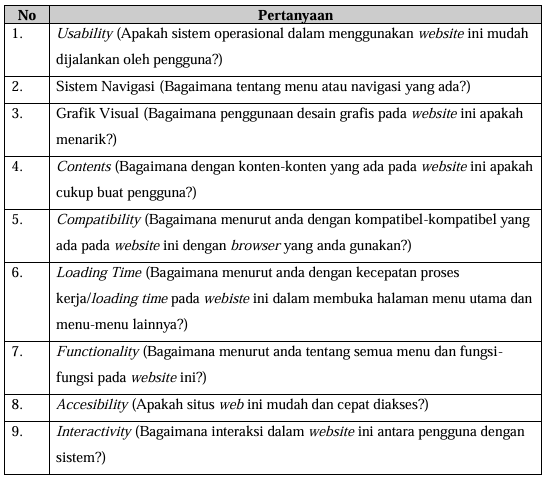 No Pertanyaan
1. Usability (Apakah sistem operasional dalam menggunakan website ini mudah
dijalankan oleh pengguna?)
2. Sistem Navigasi (Bagaimana tentang menu atau navigasi yang ada?)
3. Grafik Visual (Bagaimana penggunaan desain grafis pada website ini apakah
menarik?)
4. Contents (Bagaimana dengan konten-konten yang ada pada website ini apakah
cukup buat pengguna?)
5. Compatibility (Bagaimana menurut anda dengan kompatibel-kompatibel yang
ada pada website ini dengan browser yang anda gunakan?)
6. Loading Time (Bagaimana menurut anda dengan kecepatan proses
kerja/loading time pada webiste ini dalam membuka halaman menu utama dan
menu-menu lainnya?)
7. Functionality (Bagaimana menurut anda tentang semua menu dan fungsi-
fungsi pada website ini?)
8. Accesibility (Apakah situs web ini mudah dan cepat diakses?)
9. Interactivity (Bagaimana interaksi dalam website ini antara pengguna dengan
sistem?)